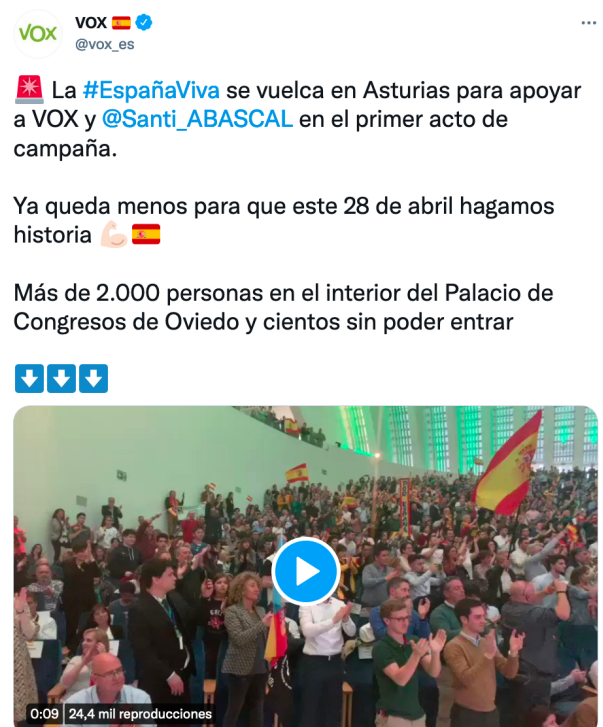 VOX
VOX
@vox_es
La #EspañaViva se vuelca en Asturias para apoyar
a VOX y @Santi_ABASCAL en el primer acto de
campaña.
Ya queda menos para que este 28 de abril hagamos
historia
Más de 2.000 personas en el interior del Palacio de
Congresos de Oviedo y cientos sin poder entrar
0:09 24,4 mil reproducciones